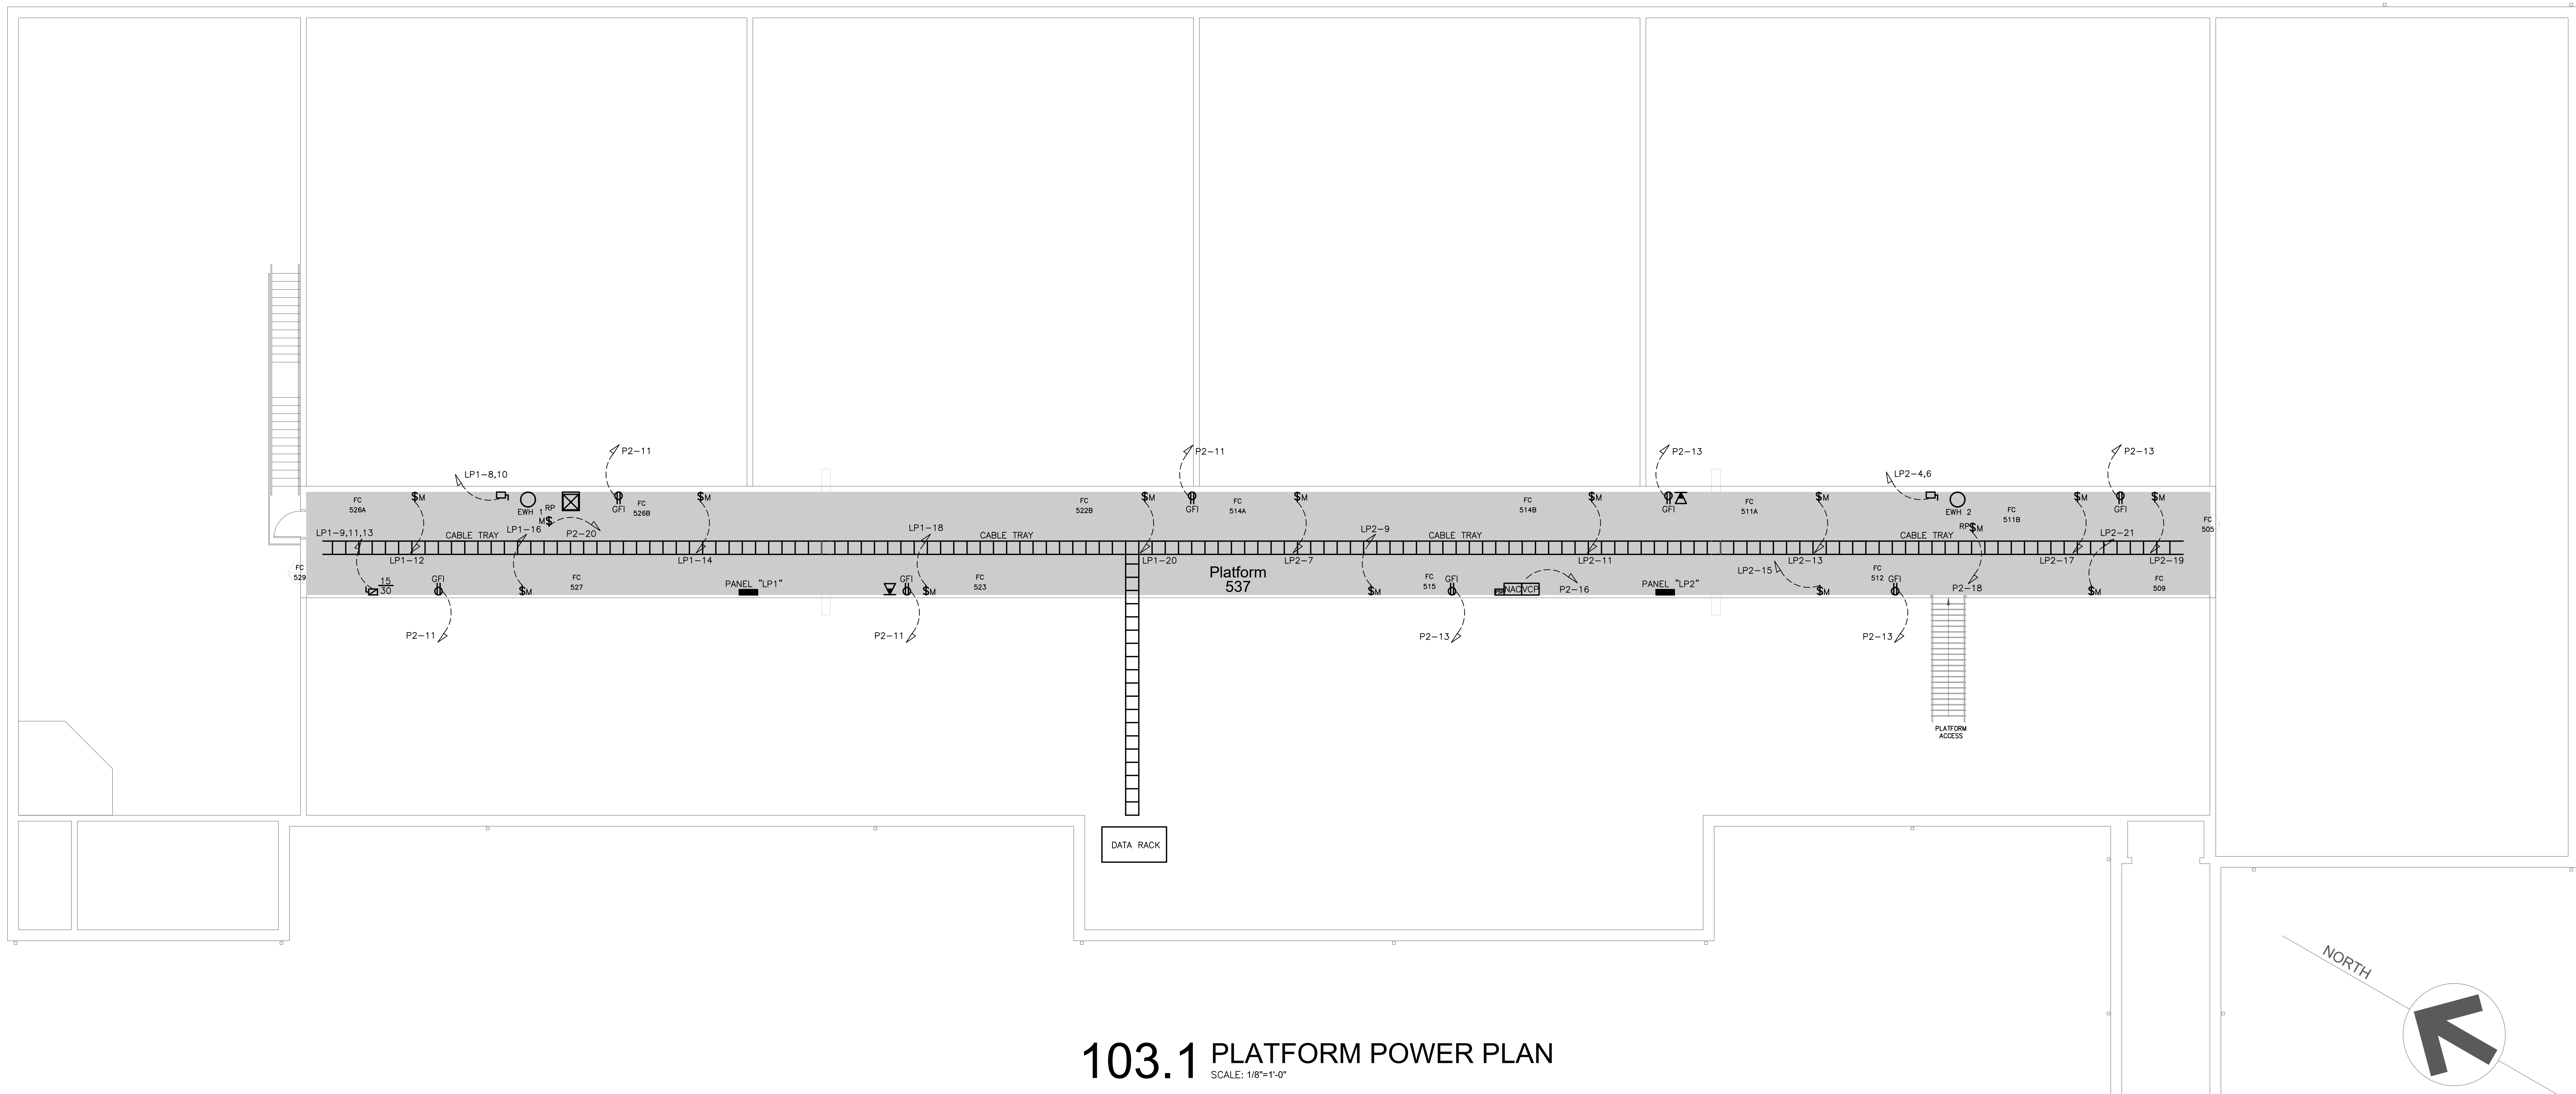 P2-11
P2-11
P2-13
P2-13
LP1-8,10
LP2-4,6
FC
526A
$M
EWH 1
RP
M$
GFI
FC
526B
$M
FC
522B
$M
GFI
FC
514A
$M
FC
514B
$M
GFI
FC
511A
$M
EWH 2
RP
$M
FC
511B
$M
GFI
$M
FC
505
LP1-9,11,13
CABLE TRAY
LP1-16
P2-20
LP1-18
CABLE TRAY
LP2-9
CABLE TRAY
CABLE TRAY
LP2-21
LP1-12
LP1-14
LP1-20
LP2-7
LP2-11
LP2-13
LP2-17
LP2-19
FC
529
15
30
GFI
$M
FC
527
PANEL "LP1"
GFI
$M
FC
523
Platform
537
$M
FC
515
GFI
NAC
VCP
P2-16
PANEL "LP2"
LP2-15
$M
FC
512
GFI
P2-18
$M
FC
509
P2-11
P2-11
P2-13
P2-13
PLATFORM
ACCESS
DATA RACK
NORTH
103.1 PLATFORM POWER PLAN
SCALE: 1/8"=1'-0"